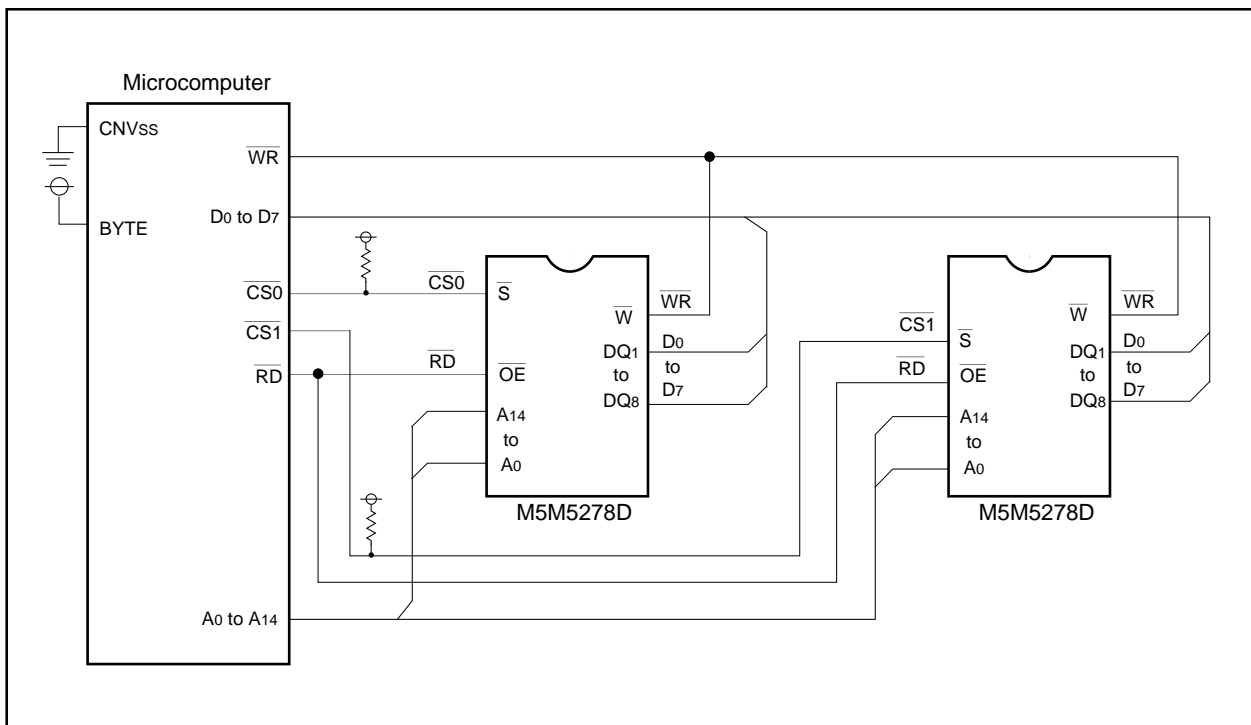 Microcomputer
CNVss
BYTE
WR
D0 to D7
CS0
CS1
RD
A0 to A14
CS0
RD
S
OE
A14
to
A0
W
DQ1
to
DQ8
WR
D0
to
D7
M5M5278D
CS1
RD
S
OE
A14
to
A0
W
DQ1
to
DQ8
WR
D0
to
D7
M5M5278D